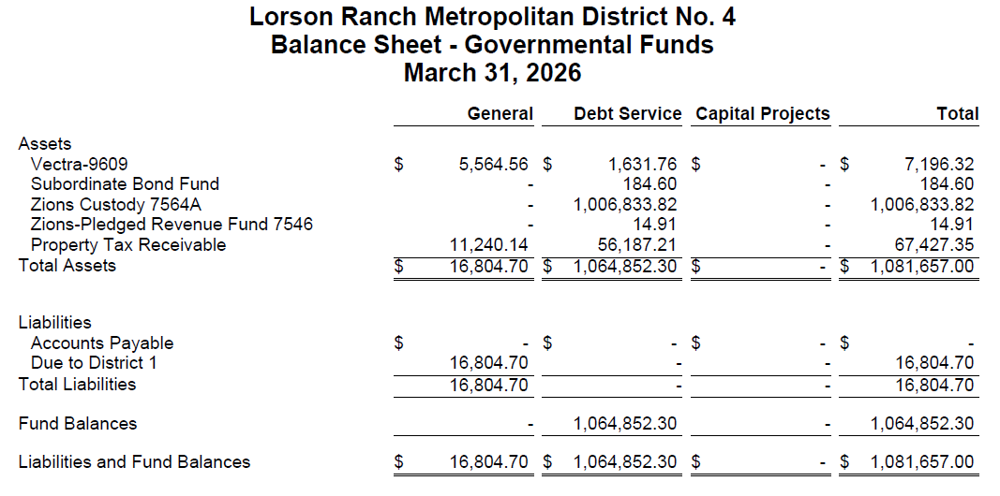 Lorson Ranch Metropolitan District No. 4
Balance Sheet - Governmental Funds
March 31, 2026
General Debt Service Capital Projects Total
Assets
Vectra-9609 $ 5,564.56 $ 1,631.76 $ - $ 7,196.32
Subordinate Bond Fund - 184.60 - 184.60
Zions Custody 7564A - 1,006,833.82 - 1,006,833.82
Zions-Pledged Revenue Fund 7546 - 14.91 - 14.91
Property Tax Receivable 11,240.14 56,187.21 - 67,427.35
Total Assets $ 16,804.70 $ 1,064,852.30 $ - $ 1,081,657.00
Liabilities
Accounts Payable $ - $ - $ - $ -
Due to District 1 16,804.70 - - 16,804.70
Total Liabilities 16,804.70 - - 16,804.70
Fund Balances - 1,064,852.30 - 1,064,852.30
Liabilities and Fund Balances $ 16,804.70 $ 1,064,852.30 $ - $ 1,081,657.00